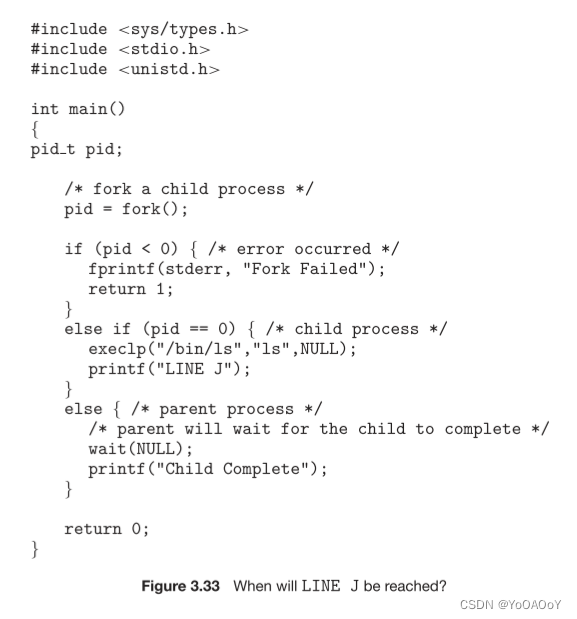 #include <sys/types.h>
#include <stdio.h>
#include <unistd.h>
int main()
{
pid_t pid;
/* fork a child process */
pid = fork();
if (pid < 0) { /* error occurred */
fprintf(stderr, "Fork Failed");
return 1;
}
else if (pid == 0) { /* child process */
execlp("/bin/ls","ls",NULL);
printf("LINE J");
}
else { /* parent process */
/* parent will wait for the child to complete */
wait(NULL);
printf("Child Complete");
}
return 0;
}
Figure 3.33 When will LINE J be reached?
CSDN @YoOAOoY